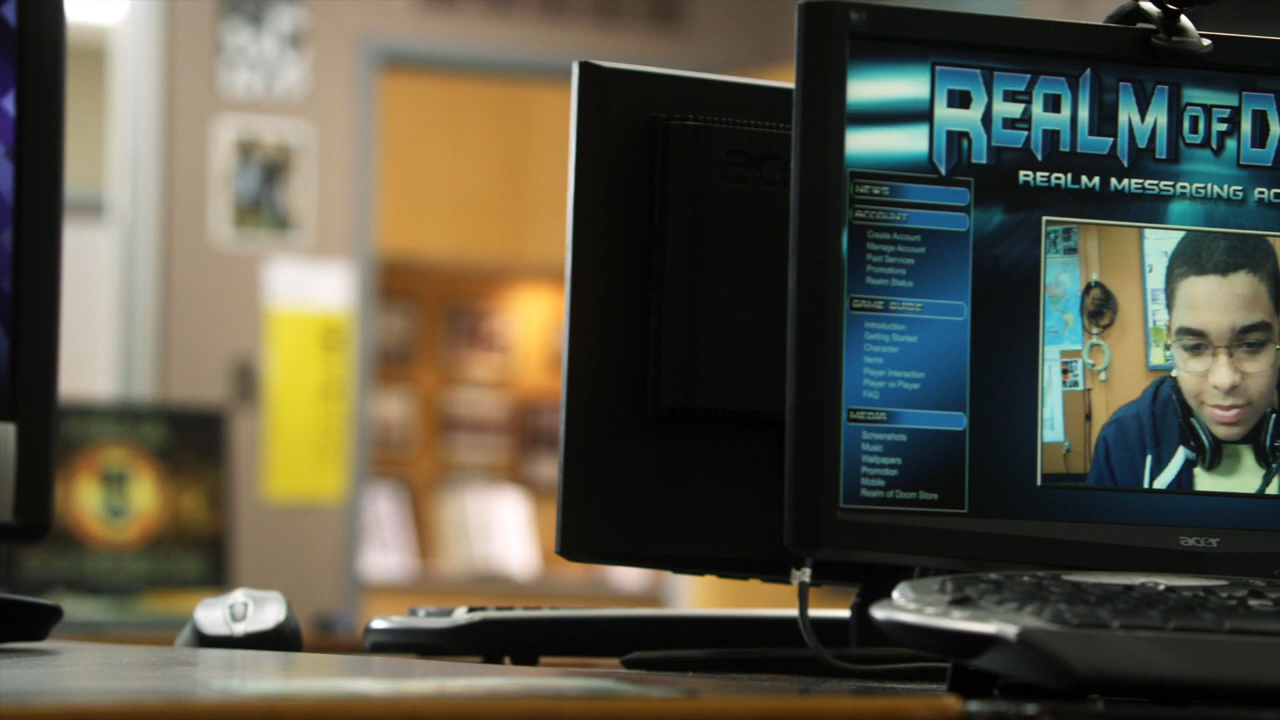 REALM OF D
REALM MESSAGING AC
NEWS
ACCOUNT
Create Account
Manage Account
Paid Services
Promotions
Realm Status
GAME GUIDE
Introduction
Getting Started
Character
Items
Player Interaction
Player vs Player
FAQ
MEDIA
Screenshots
Music
Wallpapers
Promotion
Mobile
Realm of Doom Store
acer
acer